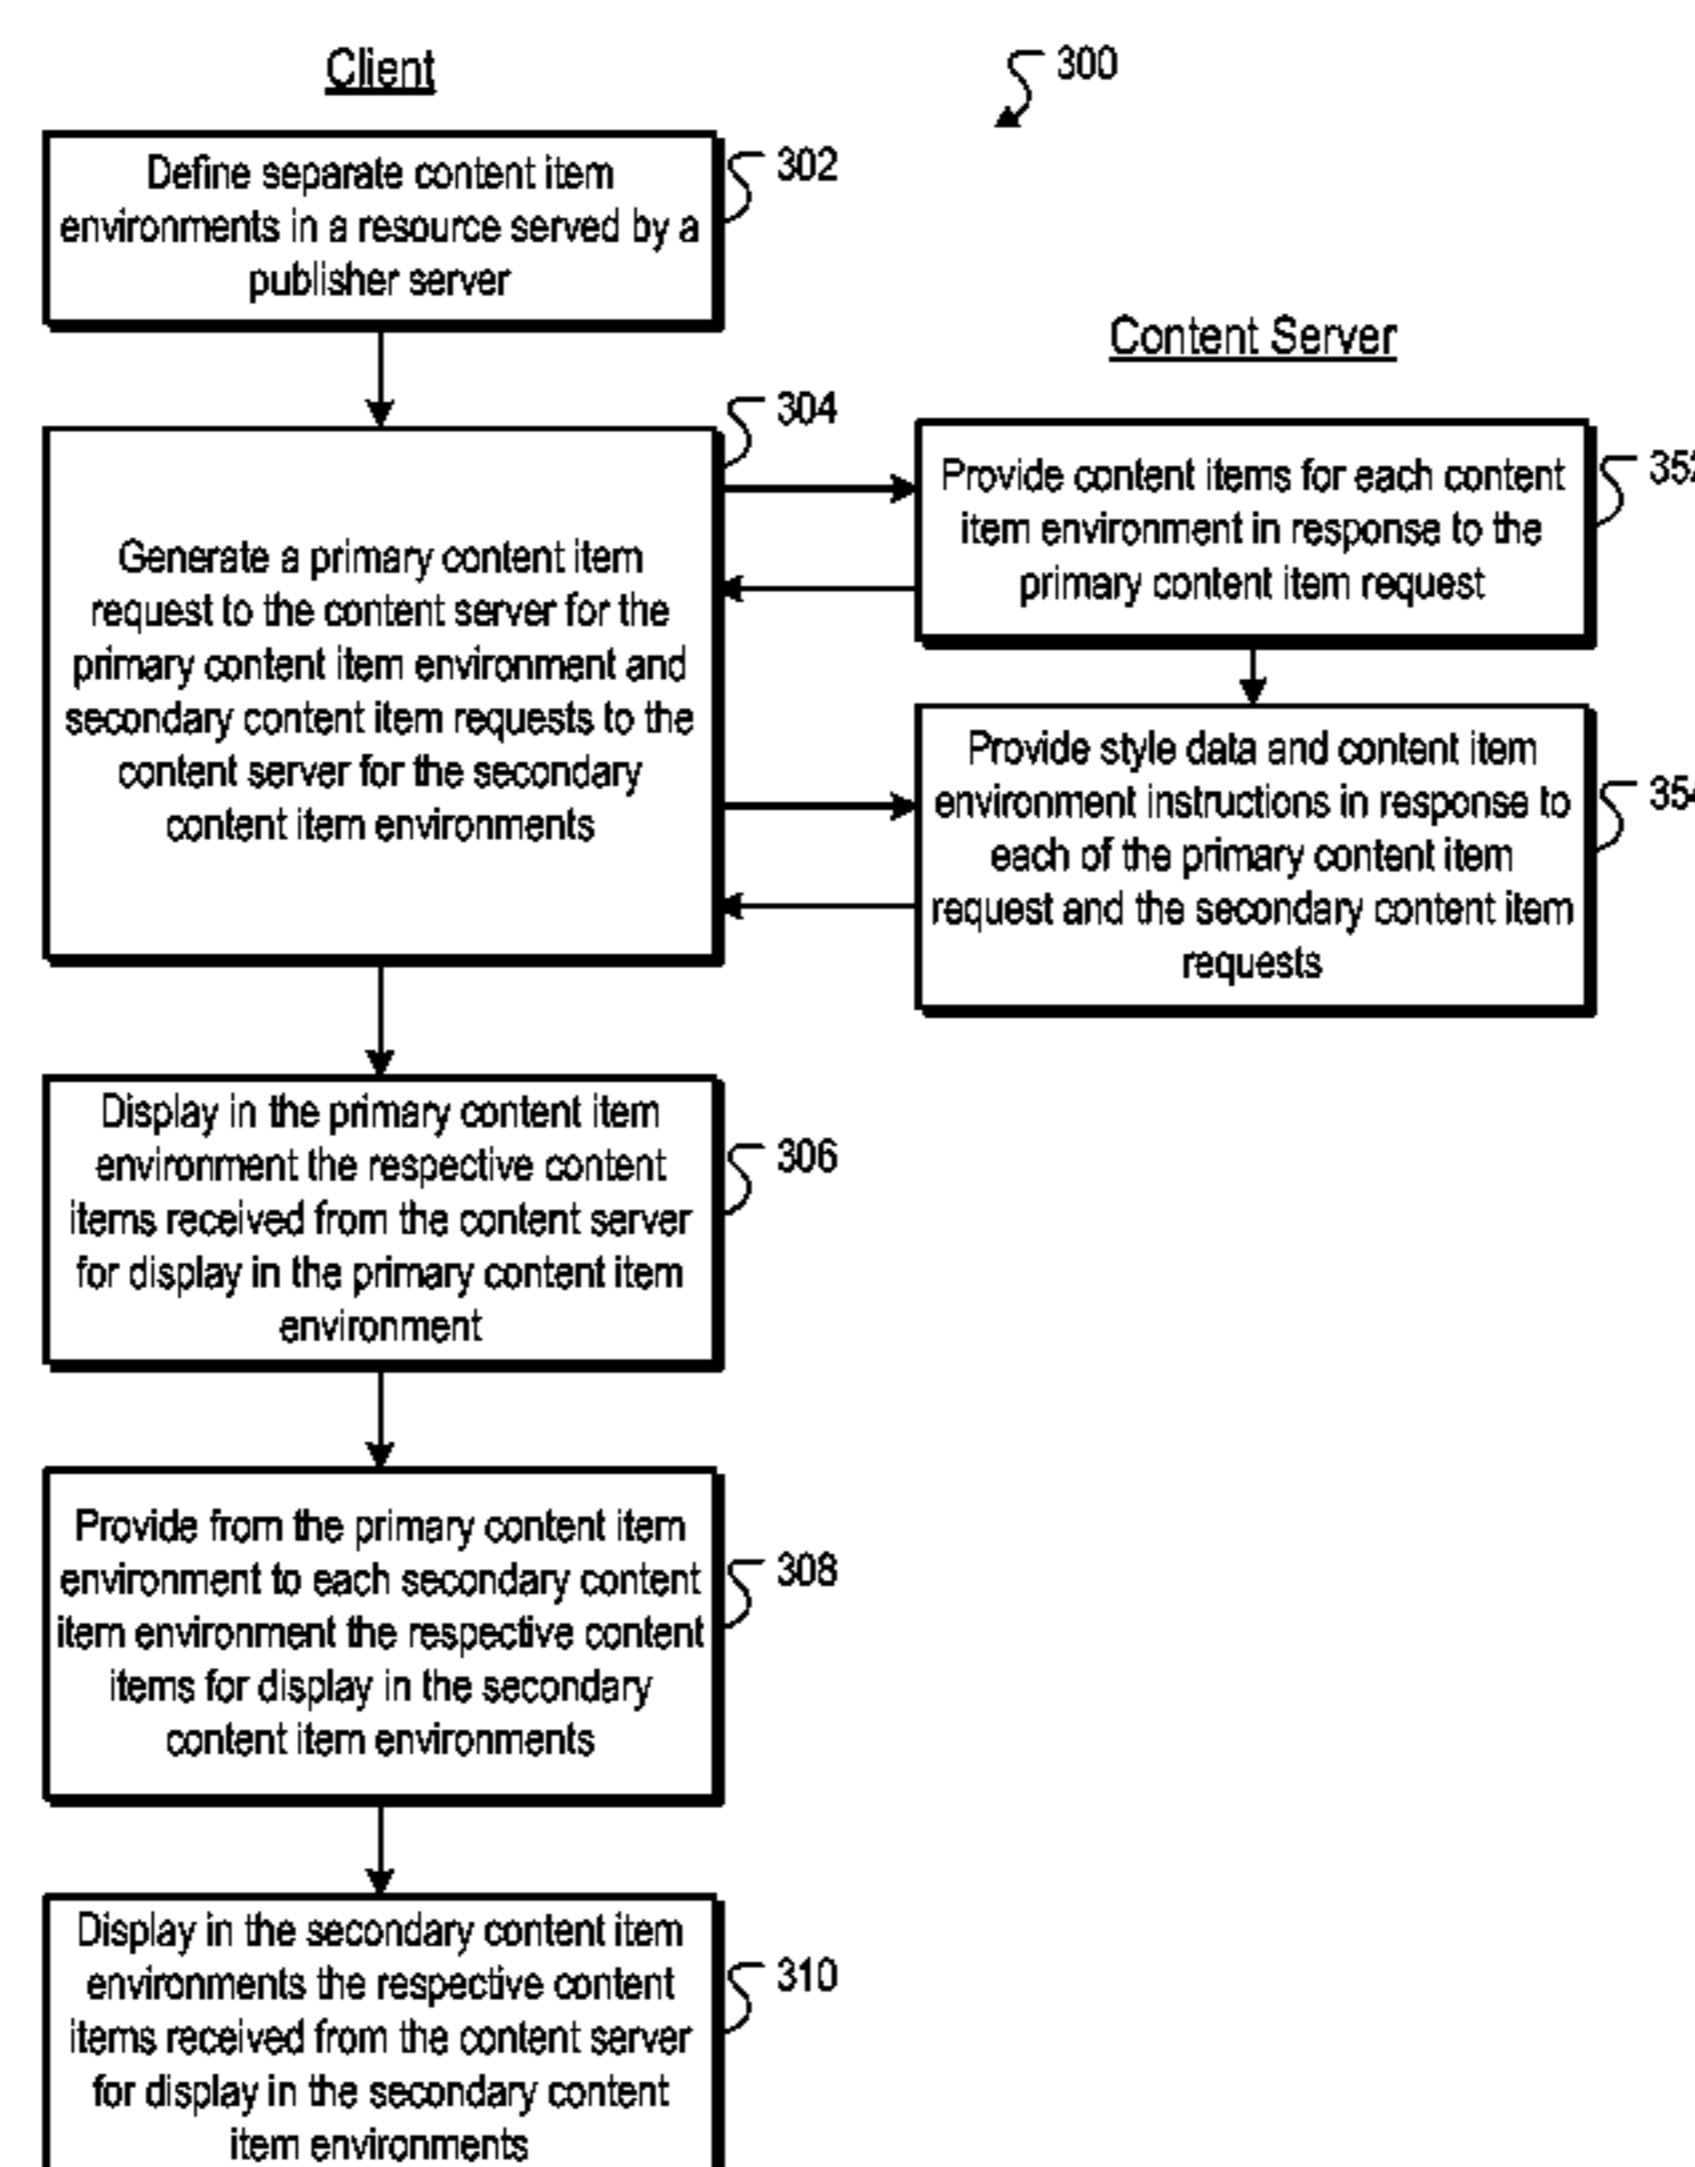 Client
300
Define separate content item
environments in a resource served by a
publisher server
302
Content Server
304
Generate a primary content item
request to the content server for the
primary content item environment and
secondary content item requests to the
content server for the secondary
content item environments
Provide content items for each content
item environment in response to the
primary content item request
352
Provide style data and content item
environment instructions in response to
each of the primary content item
request and the secondary content item
requests
354
Display in the primary content item
environment the respective content
items received from the content server
for display in the primary content item
environment
306
Provide from the primary content item
environment to each secondary content
item environment the respective content
items for display in the secondary
content item environments
308
Display in the secondary content item
environments the respective content
items received from the content server
for display in the secondary content
item environments
310